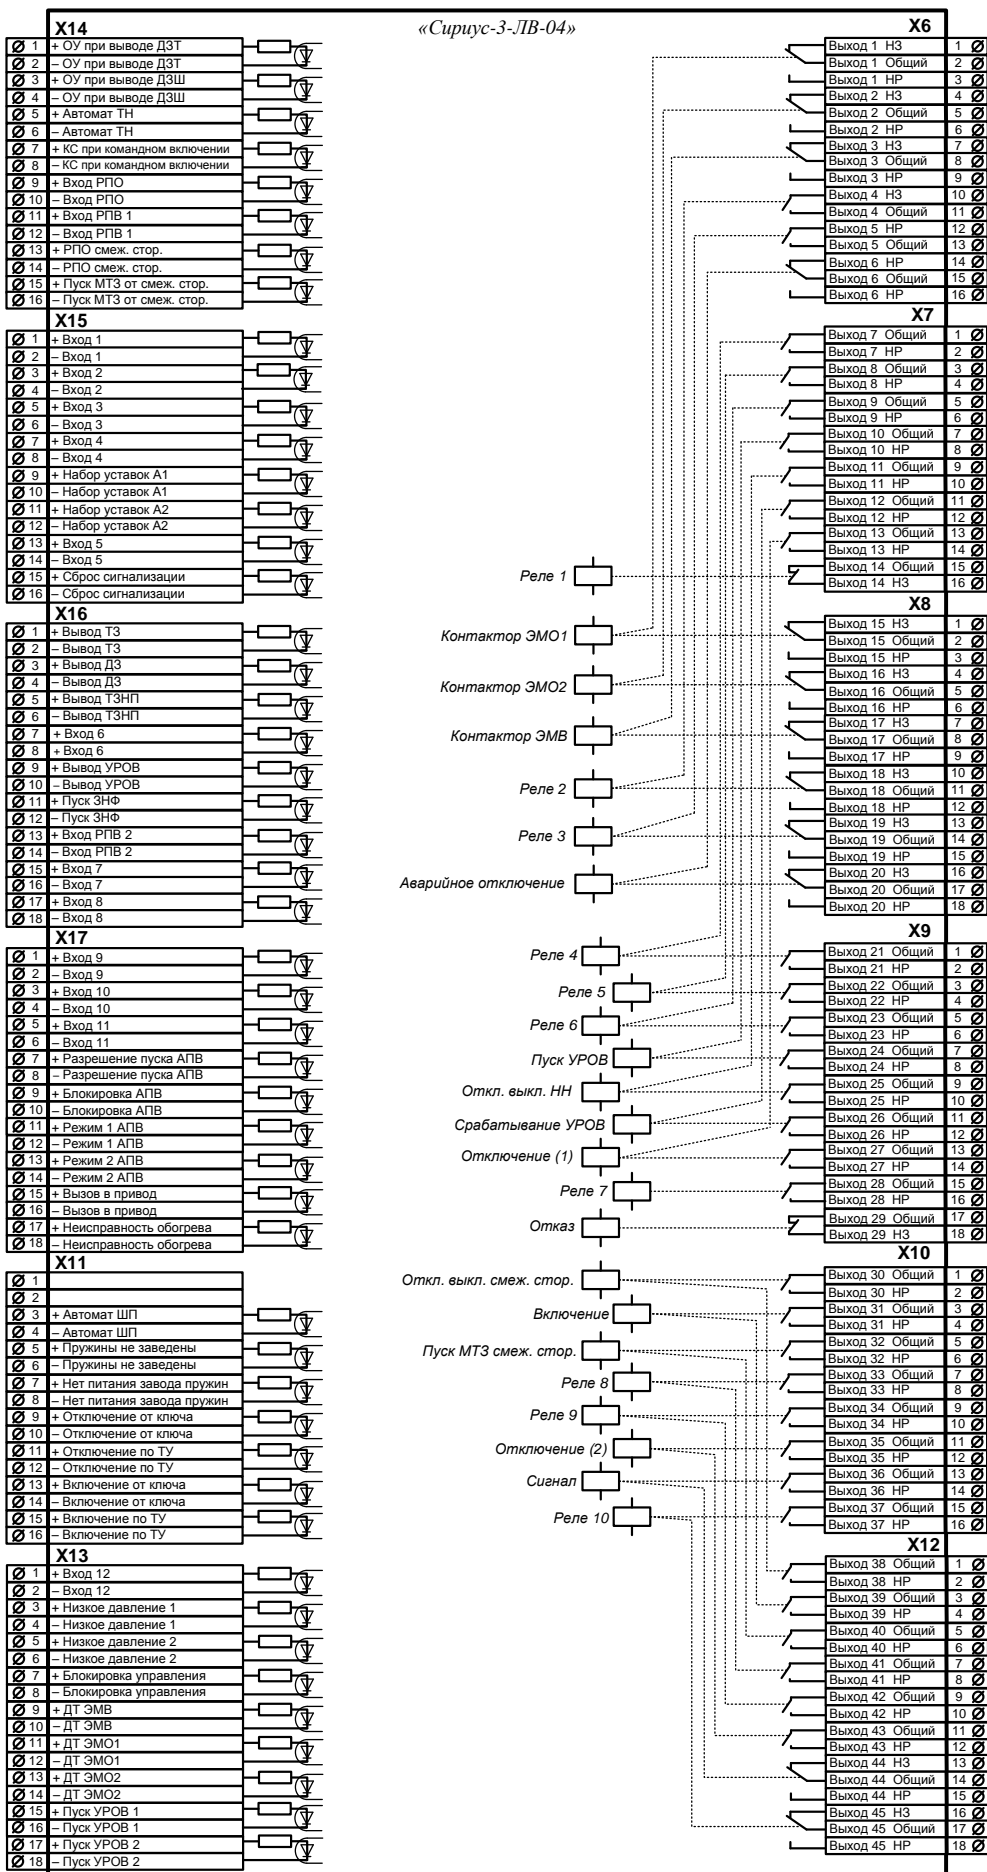 «Сириус-3-ЛВ-04»
X14
1 + ОУ при выводе ДЗТ
2 – ОУ при выводе ДЗТ
3 + ОУ при выводе ДЗШ
4 – ОУ при выводе ДЗШ
5 + Автомат ТН
6 – Автомат ТН
7 + КС при командном включении
8 – КС при командном включении
9 + Вход РПО
10 – Вход РПО
11 + Вход РПВ 1
12 – Вход РПВ 1
13 + РПО смеж. стор.
14 – РПО смеж. стор.
15 + Пуск МТЗ от смеж. стор.
16 – Пуск МТЗ от смеж. стор.
X15
1 + Вход 1
2 – Вход 1
3 + Вход 2
4 – Вход 2
5 + Вход 3
6 – Вход 3
7 + Вход 4
8 – Вход 4
9 + Набор уставок А1
10 – Набор уставок А1
11 + Набор уставок А2
12 – Набор уставок А2
13 + Вход 5
14 – Вход 5
15 + Сброс сигнализации
16 – Сброс сигнализации
X16
1 + Вывод ТЗ
2 – Вывод ТЗ
3 + Вывод ДЗ
4 – Вывод ДЗ
5 + Вывод ТЗНП
6 – Вывод ТЗНП
7 + Вход 6
8 + Вход 6
9 + Вывод УРОВ
10 – Вывод УРОВ
11 + Пуск ЗНФ
12 – Пуск ЗНФ
13 + Вход РПВ 2
14 – Вход РПВ 2
15 + Вход 7
16 – Вход 7
17 + Вход 8
18 – Вход 8
X17
1 + Вход 9
2 – Вход 9
3 + Вход 10
4 – Вход 10
5 + Вход 11
6 – Вход 11
7 + Разрешение пуска АПВ
8 – Разрешение пуска АПВ
9 + Блокировка АПВ
10 – Блокировка АПВ
11 + Режим 1 АПВ
12 – Режим 1 АПВ
13 + Режим 2 АПВ
14 – Режим 2 АПВ
15 + Вызов в привод
16 – Вызов в привод
17 + Неисправность обогрева
18 – Неисправность обогрева
X11
1
2
3 + Автомат ШП
4 – Автомат ШП
5 + Пружины не заведены
6 – Пружины не заведены
7 + Нет питания завода пружин
8 – Нет питания завода пружин
9 + Отключение от ключа
10 – Отключение от ключа
11 + Отключение по ТУ
12 – Отключение по ТУ
13 + Включение от ключа
14 – Включение от ключа
15 + Включение по ТУ
16 – Включение по ТУ
X13
1 + Вход 12
2 – Вход 12
3 + Низкое давление 1
4 – Низкое давление 1
5 + Низкое давление 2
6 – Низкое давление 2
7 + Блокировка управления
8 – Блокировка управления
9 + ДТ ЭМВ
10 – ДТ ЭМВ
11 + ДТ ЭМО1
12 – ДТ ЭМО1
13 + ДТ ЭМО2
14 – ДТ ЭМО2
15 + Пуск УРОВ 1
16 – Пуск УРОВ 1
17 + Пуск УРОВ 2
18 – Пуск УРОВ 2
Реле 1
Контактор ЭМО1
Контактор ЭМО2
Контактор ЭМВ
Реле 2
Реле 3
Аварийное отключение
Реле 4
Реле 5
Реле 6
Пуск УРОВ
Откл. выкл. НН
Срабатывание УРОВ
Отключение (1)
Реле 7
Отказ
Откл. выкл. смеж. стор.
Включение
Пуск МТЗ смеж. стор.
Реле 8
Реле 9
Отключение (2)
Сигнал
Реле 10
X6
Выход 1 НЗ 1
Выход 1 Общий 2
Выход 1 НР 3
Выход 2 НЗ 4
Выход 2 Общий 5
Выход 2 НР 6
Выход 3 НЗ 7
Выход 3 Общий 8
Выход 3 НР 9
Выход 4 НЗ 10
Выход 4 Общий 11
Выход 5 НР 12
Выход 5 Общий 13
Выход 6 НР 14
Выход 6 Общий 15
Выход 6 НР 16
X7
Выход 7 Общий 1
Выход 7 НР 2
Выход 8 Общий 3
Выход 8 НР 4
Выход 9 Общий 5
Выход 9 НР 6
Выход 10 Общий 7
Выход 10 НР 8
Выход 11 Общий 9
Выход 11 НР 10
Выход 12 Общий 11
Выход 12 НР 12
Выход 13 Общий 13
Выход 13 НР 14
Выход 14 Общий 15
Выход 14 НЗ 16
X8
Выход 15 НЗ 1
Выход 15 Общий 2
Выход 15 НР 3
Выход 16 НЗ 4
Выход 16 Общий 5
Выход 16 НР 6
Выход 17 НЗ 7
Выход 17 Общий 8
Выход 17 НР 9
Выход 18 НЗ 10
Выход 18 Общий 11
Выход 18 НР 12
Выход 19 НЗ 13
Выход 19 Общий 14
Выход 19 НР 15
Выход 20 НЗ 16
Выход 20 Общий 17
Выход 20 НР 18
X9
Выход 21 Общий 1
Выход 21 НР 2
Выход 22 Общий 3
Выход 22 НР 4
Выход 23 Общий 5
Выход 23 НР 6
Выход 24 Общий 7
Выход 24 НР 8
Выход 25 Общий 9
Выход 25 НР 10
Выход 26 Общий 11
Выход 26 НР 12
Выход 27 Общий 13
Выход 27 НР 14
Выход 28 Общий 15
Выход 28 НР 16
Выход 29 Общий 17
Выход 29 НЗ 18
X10
Выход 30 Общий 1
Выход 30 НР 2
Выход 31 Общий 3
Выход 31 НР 4
Выход 32 Общий 5
Выход 32 НР 6
Выход 33 Общий 7
Выход 33 НР 8
Выход 34 Общий 9
Выход 34 НР 10
Выход 35 Общий 11
Выход 35 НР 12
Выход 36 Общий 13
Выход 36 НР 14
Выход 37 Общий 15
Выход 37 НР 16
X12
Выход 38 Общий 1
Выход 38 НР 2
Выход 39 Общий 3
Выход 39 НР 4
Выход 40 Общий 5
Выход 40 НР 6
Выход 41 Общий 7
Выход 41 НР 8
Выход 42 Общий 9
Выход 42 НР 10
Выход 43 Общий 11
Выход 43 НР 12
Выход 44 НЗ 13
Выход 44 Общий 14
Выход 44 НР 15
Выход 45 НЗ 16
Выход 45 Общий 17
Выход 45 НР 18